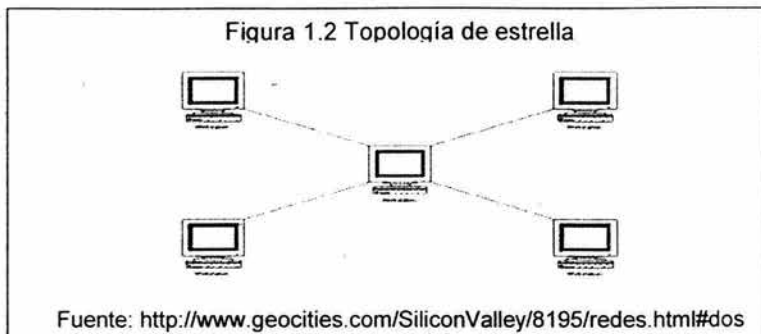 Figura 1.2 Topología de estrella
Fuente: http://www.geocities.com/SiliconValley/8195/redes.html#dos